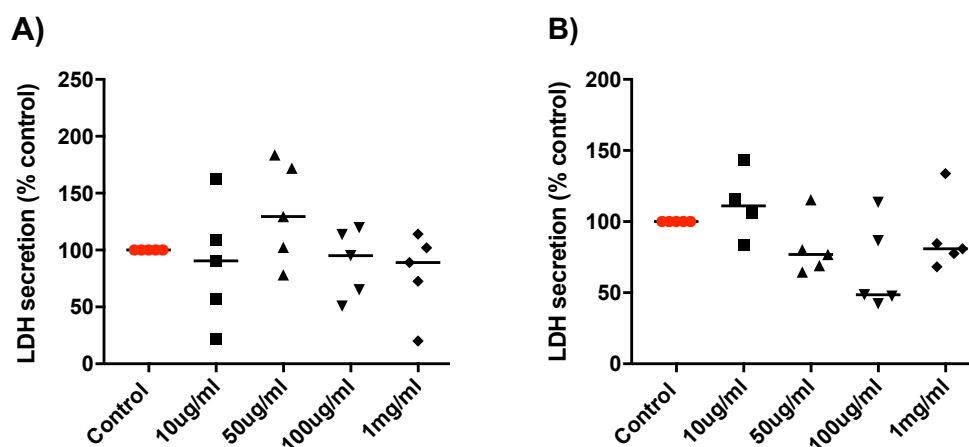 A)
LDH secretion (% control)
250
200
150
100
50
0
Control
10ug/ml
50ug/ml
100ug/ml
1mg/ml
B)
LDH secretion (% control)
200
150
100
50
0
Control
10ug/ml
50ug/ml
100ug/ml
1mg/ml